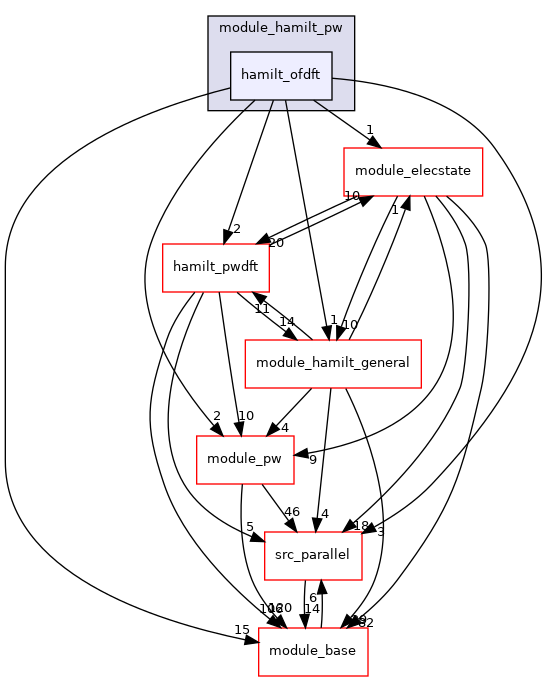 module_hamilt_pw
hamilt_ofdft
1
module_elecstate
10
1
2
20
hamilt_pwdft
11
14
1
10
module_hamilt_general
2
10
4
module_pw
9
46
4
5
18
3
src_parallel
6
14
120
15
module_base